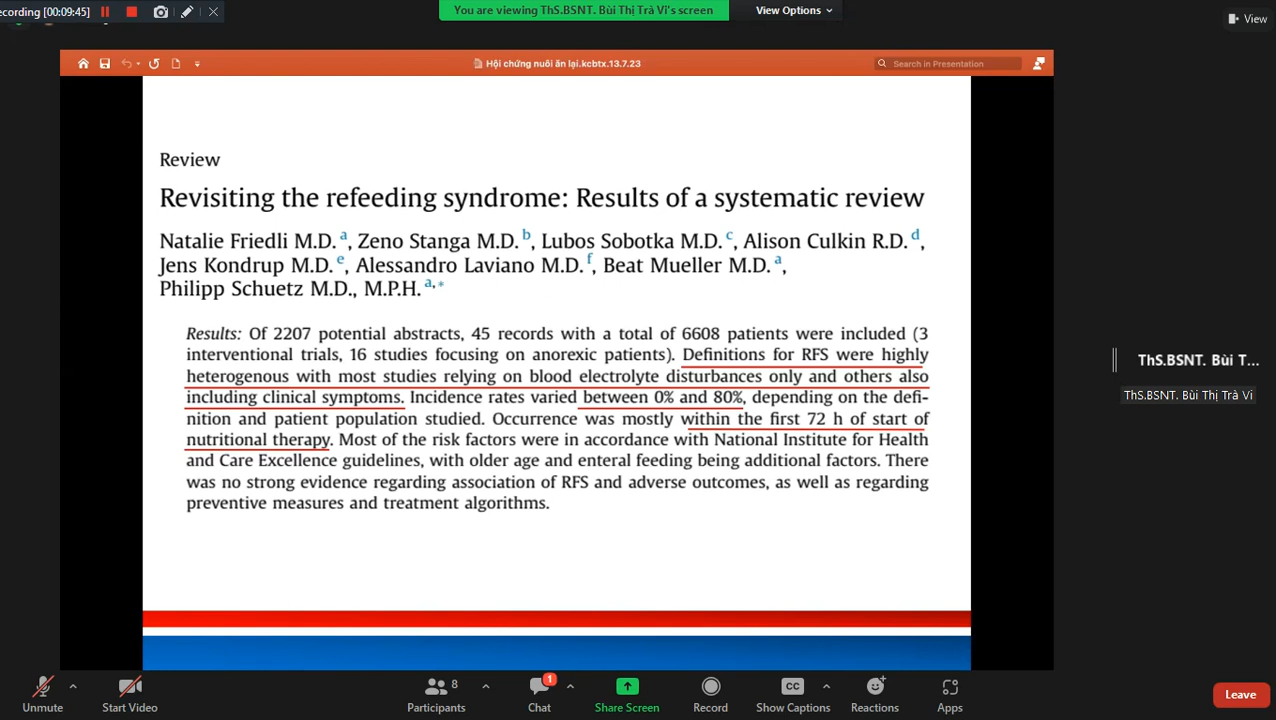 ecording [00:09:45]
You are viewing ThS.BSNT. Bùi Thị Trà Vi's screen
View Options
View
Hội chứng nuôi ăn lại.kcbtx.13.7.23
Search in Presentation
Review
Revisiting the refeeding syndrome: Results of a systematic review
Natalie Friedli M.D. a, Zeno Stanga M.D. b, Lubos Sobotka M.D. c, Alison Culkin R.D. d,
Jens Kondrup M.D. e, Alessandro Laviano M.D. f, Beat Mueller M.D. a,
Philipp Schuetz M.D., M.P.H. a,*
Results: Of 2207 potential abstracts, 45 records with a total of 6608 patients were included (3
interventional trials, 16 studies focusing on anorexic patients). Definitions for RFS were highly
heterogenous with most studies relying on blood electrolyte disturbances only and others also
including clinical symptoms. Incidence rates varied between 0% and 80%, depending on the defi-
nition and patient population studied. Occurrence was mostly within the first 72 h of start of
nutritional therapy. Most of the risk factors were in accordance with National Institute for Health
and Care Excellence guidelines, with older age and enteral feeding being additional factors. There
was no strong evidence regarding association of RFS and adverse outcomes, as well as regarding
preventive measures and treatment algorithms.
ThS.BSNT. Bùi T...
ThS.BSNT. Bùi Thị Trà Vi
Unmute
Start Video
8
Participants
1
Chat
Share Screen
Record
CC
Show Captions
Reactions
Apps
Leave